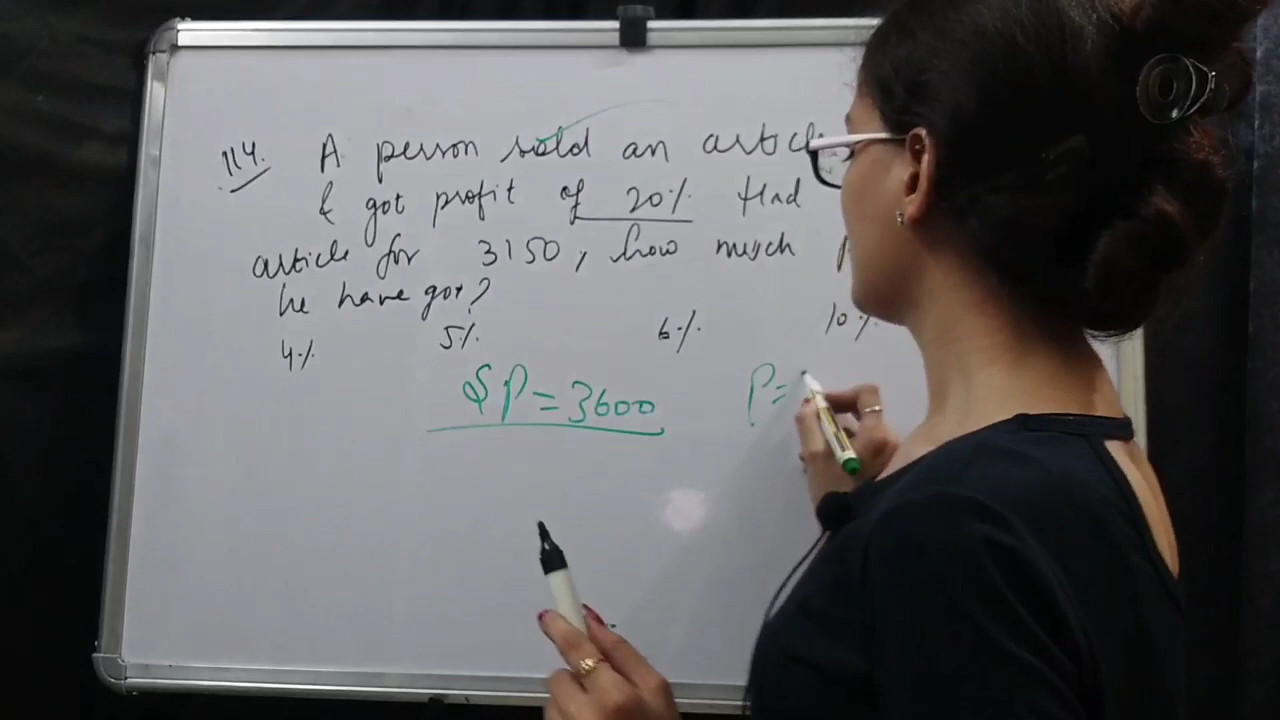 114. A person sold an article
& got profit of 20%. Had
article for 3150, how much
he have got?
4% 5% 6% 10%
SP = 3600 P =